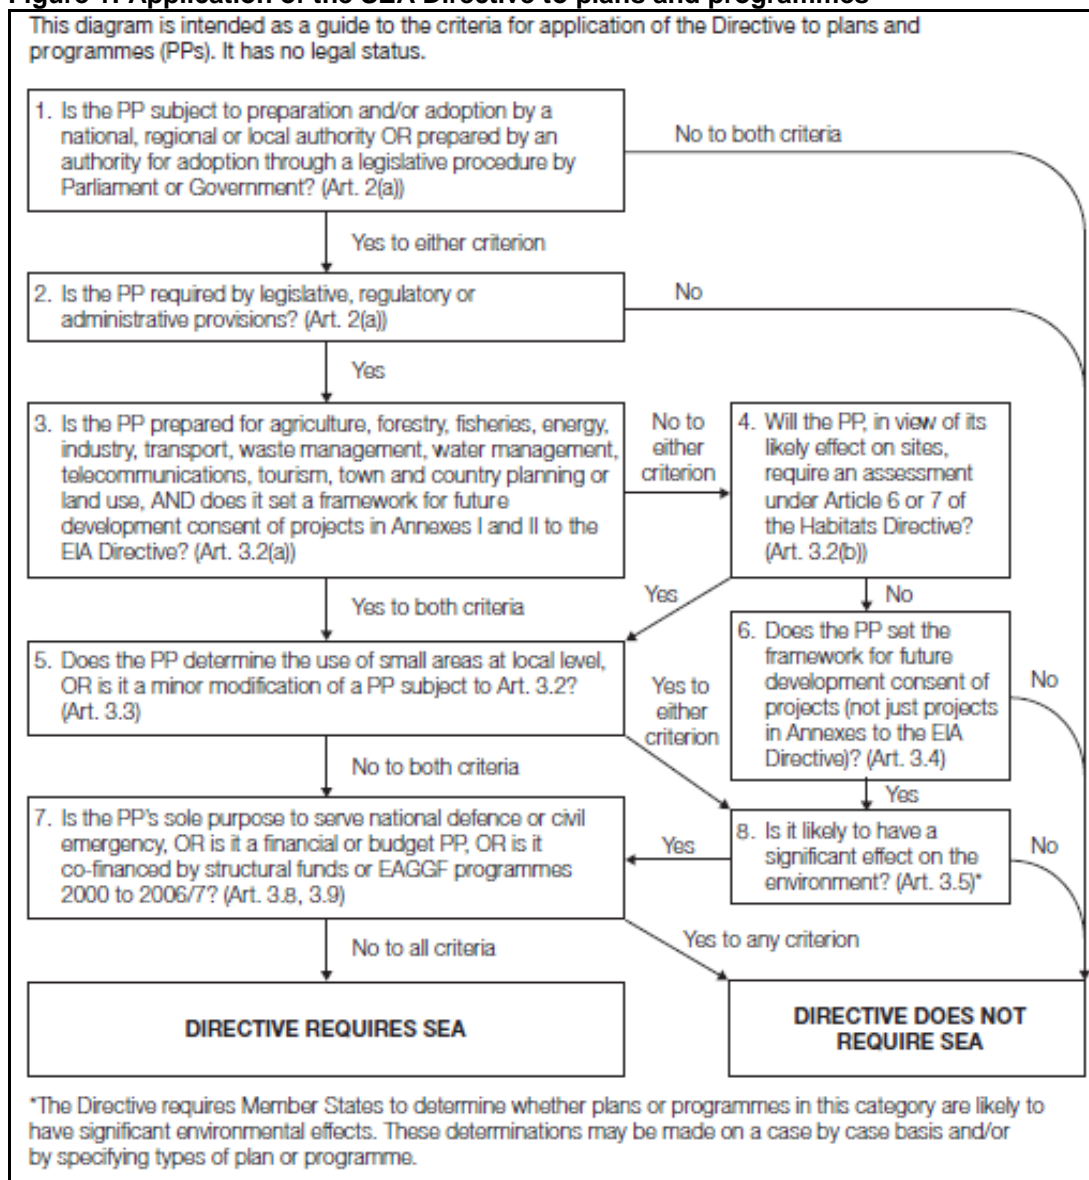 Figure 1: Application of the SEA Directive to plans and programmes
This diagram is intended as a guide to the criteria for application of the Directive to plans and
programmes (PPs). It has no legal status.
1. Is the PP subject to preparation and/or adoption by a
national, regional or local authority OR prepared by an
authority for adoption through a legislative procedure by
Parliament or Government? (Art. 2(a))
No to both criteria
Yes to either criterion
2. Is the PP required by legislative, regulatory or
administrative provisions? (Art. 2(a))
No
Yes
3. Is the PP prepared for agriculture, forestry, fisheries, energy,
industry, transport, waste management, water management,
telecommunications, tourism, town and country planning or
land use, AND does it set a framework for future
development consent of projects in Annexes I and II to the
EIA Directive? (Art. 3.2(a))
No to
either
criterion
4. Will the PP, in view of its
likely effect on sites,
require an assessment
under Article 6 or 7 of
the Habitats Directive?
(Art. 3.2(b))
Yes to both criteria
Yes
No
5. Does the PP determine the use of small areas at local level,
OR is it a minor modification of a PP subject to Art. 3.2?
(Art. 3.3)
Yes to
either
criterion
6. Does the PP set the
framework for future
development consent of
projects (not just projects
in Annexes to the EIA
Directive)? (Art. 3.4)
No
No to both criteria
Yes
7. Is the PP's sole purpose to serve national defence or civil
emergency, OR is it a financial or budget PP, OR is it
co-financed by structural funds or EAGGF programmes
2000 to 2006/7? (Art. 3.8, 3.9)
Yes
8. Is it likely to have a
significant effect on the
environment? (Art. 3.5)*
No
No to all criteria
Yes to any criterion
DIRECTIVE REQUIRES SEA
DIRECTIVE DOES NOT
REQUIRE SEA
*The Directive requires Member States to determine whether plans or programmes in this category are likely to
have significant environmental effects. These determinations may be made on a case by case basis and/or
by specifying types of plan or programme.